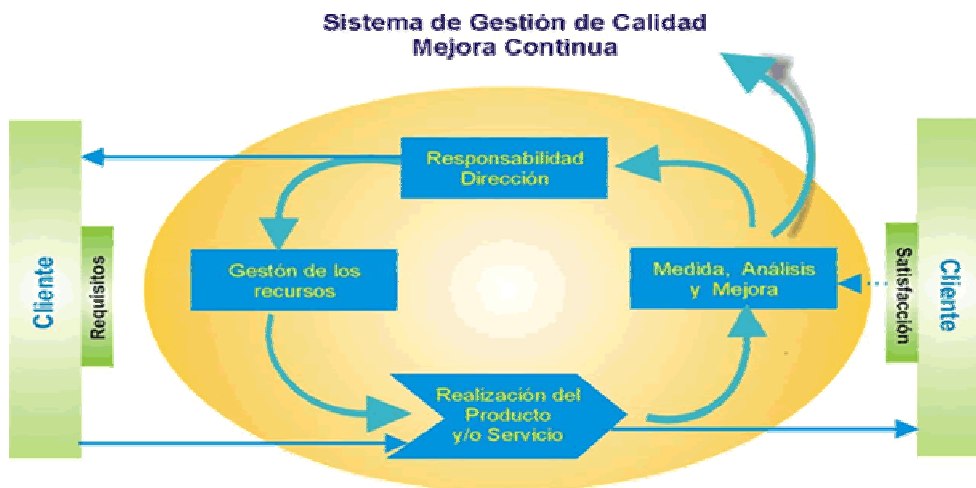 Sistema de Gestión de Calidad
Mejora Continua
Responsabilidad
Dirección
Gestón de los
recursos
Medida, Análisis
y Mejora
Realización del
Producto
y/o Servicio
Cliente
Requisitos
Satisfacción
Cliente